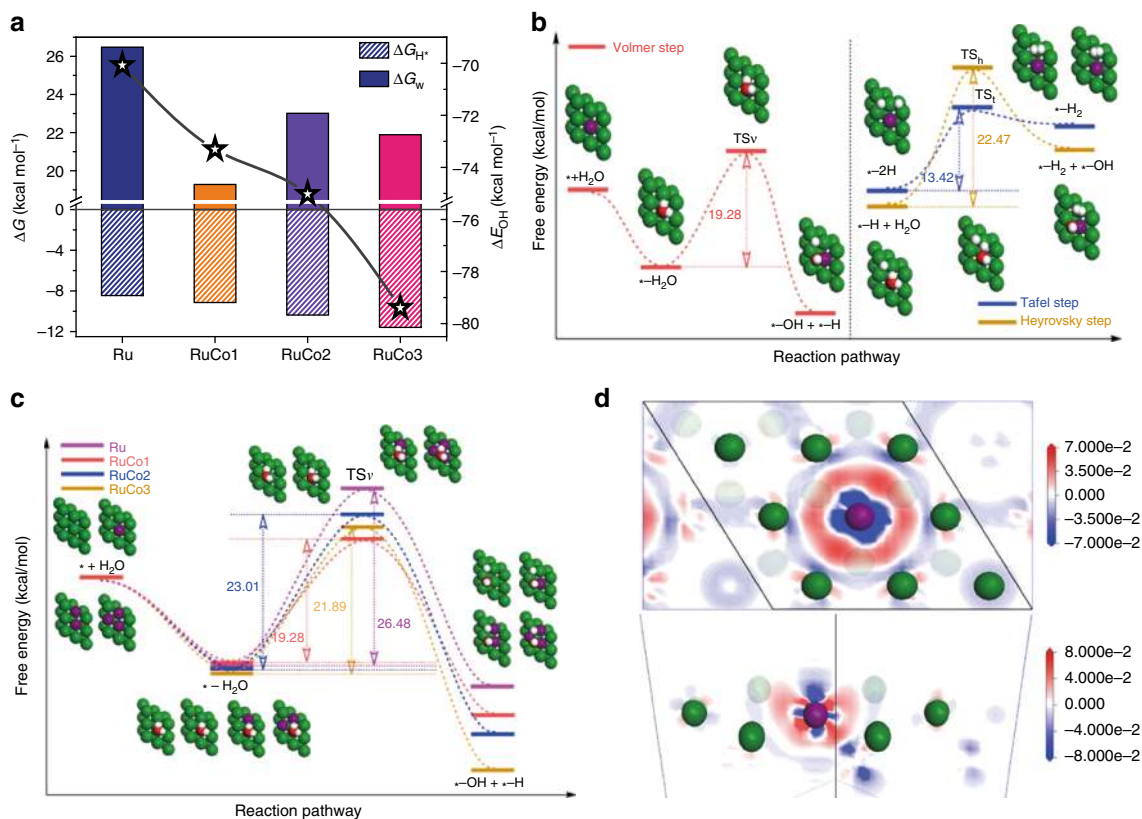 a
ΔG (kcal mol⁻¹)
26
24
22
20
0
−4
−8
−12
ΔG_H*
ΔG_w
−70
−72
−74
−76
−78
−80
ΔE_OH (kcal mol⁻¹)
Ru
RuCo1
RuCo2
RuCo3
b
Free energy (kcal/mol)
Volmer step
*+H₂O
*−H₂O
TSv
19.28
*−OH + *−H
TS_h
TS_t
*−2H
13.42
22.47
*−H + H₂O
*−H₂
*−H₂ + *−OH
Tafel step
Heyrovsky step
Reaction pathway
c
Free energy (kcal/mol)
Ru
RuCo1
RuCo2
RuCo3
* + H₂O
TSv
23.01
19.28
21.89
26.48
* − H₂O
*−OH + *−H
Reaction pathway
d
7.000e−2
3.500e−2
0.000
−3.500e−2
−7.000e−2
8.000e−2
4.000e−2
0.000
−4.000e−2
−8.000e−2